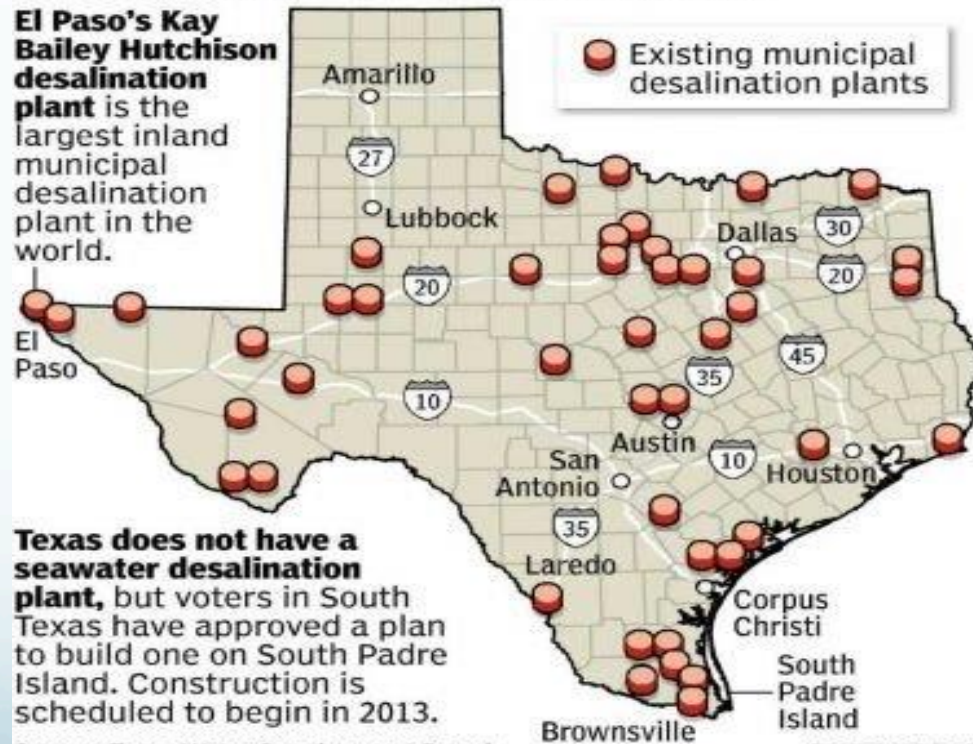 El Paso's Kay
Bailey Hutchison
desalination
plant is the
largest inland
municipal
desalination
plant in the
world.
Existing municipal
desalination plants
Amarillo
27
Lubbock
Dallas
30
20
20
El
Paso
45
35
10
Austin
10
Houston
San
Antonio
35
Laredo
Corpus
Christi
South
Padre
Island
Brownsville
Texas does not have a
seawater desalination
plant, but voters in South
Texas have approved a plan
to build one on South Padre
Island. Construction is
scheduled to begin in 2013.